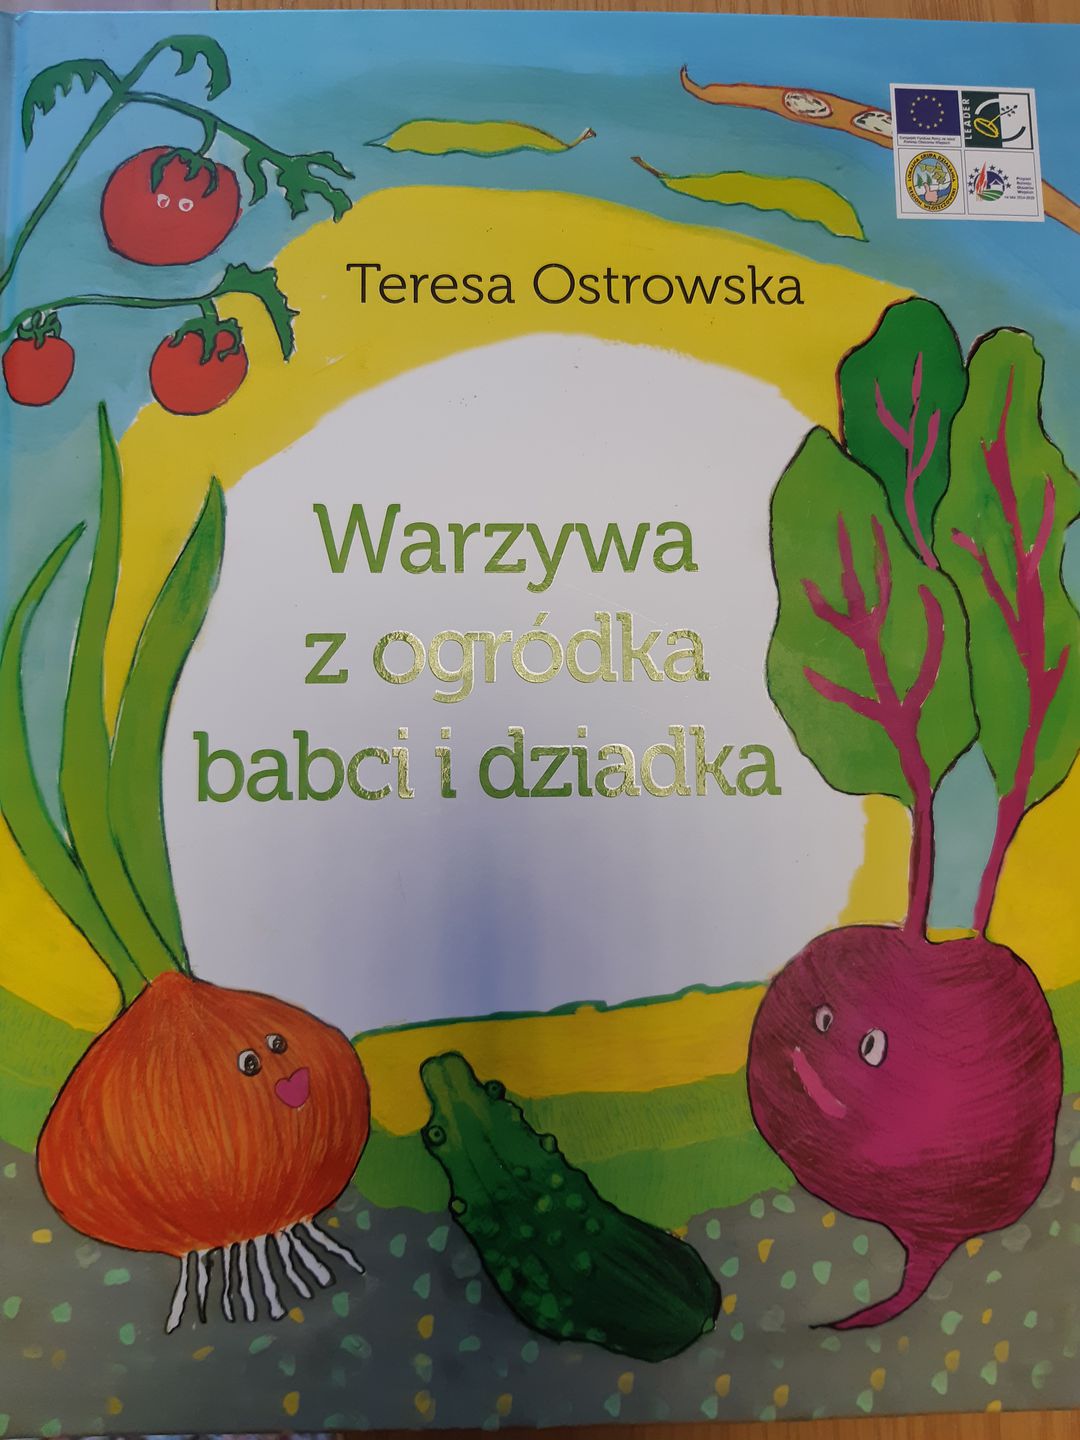 Teresa Ostrowska
Warzywa
z ogródka
babci i dziadka
LEADER